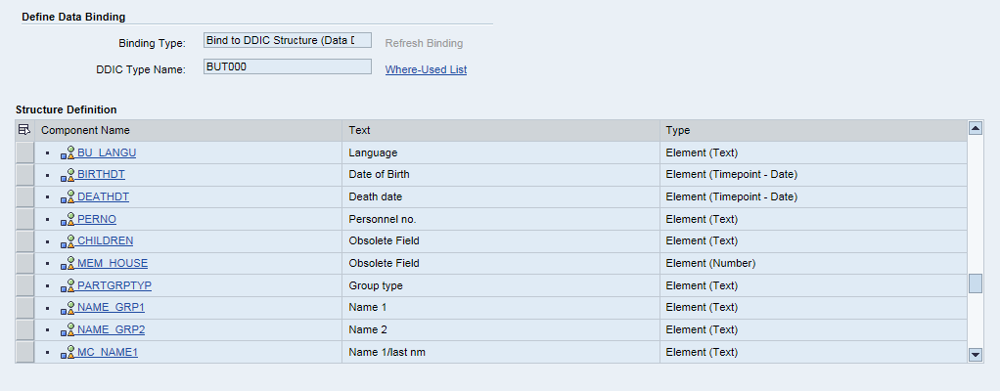 Define Data Binding
Binding Type: Bind to DDIC Structure (Data D Refresh Binding
DDIC Type Name: BUT000 Where-Used List
Structure Definition
Component Name Text Type
BU_LANGU Language Element (Text)
BIRTHDT Date of Birth Element (Timepoint - Date)
DEATHDT Death date Element (Timepoint - Date)
PERNO Personnel no. Element (Text)
CHILDREN Obsolete Field Element (Text)
MEM_HOUSE Obsolete Field Element (Number)
PARTGRPTYP Group type Element (Text)
NAME_GRP1 Name 1 Element (Text)
NAME_GRP2 Name 2 Element (Text)
MC_NAME1 Name 1/last nm Element (Text)